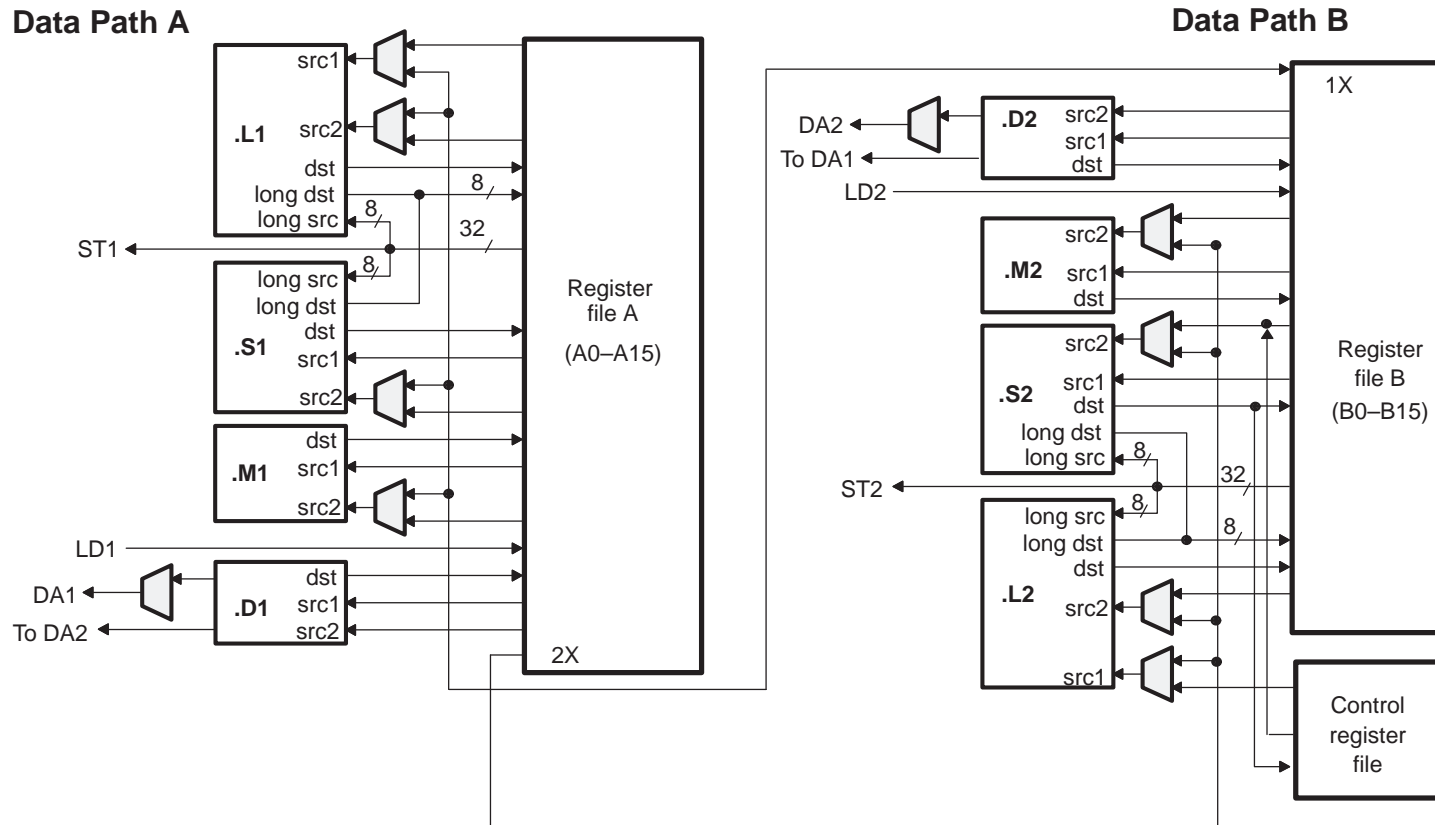 Data Path A
src1
.L1
src2
dst
long dst
long src
8
8
32
ST1
8
long src
long dst
dst
.S1
src1
src2
dst
src1
.M1
src2
LD1
dst
DA1
.D1
src1
To DA2
src2
Register
file A
(A0–A15)
2X
Data Path B
1X
DA2
.D2
src2
src1
To DA1
dst
LD2
src2
.M2
src1
dst
src2
src1
.S2
dst
long dst
long src
8
32
ST2
8
long src
8
long dst
dst
.L2
src2
src1
Register
file B
(B0–B15)
Control
register
file